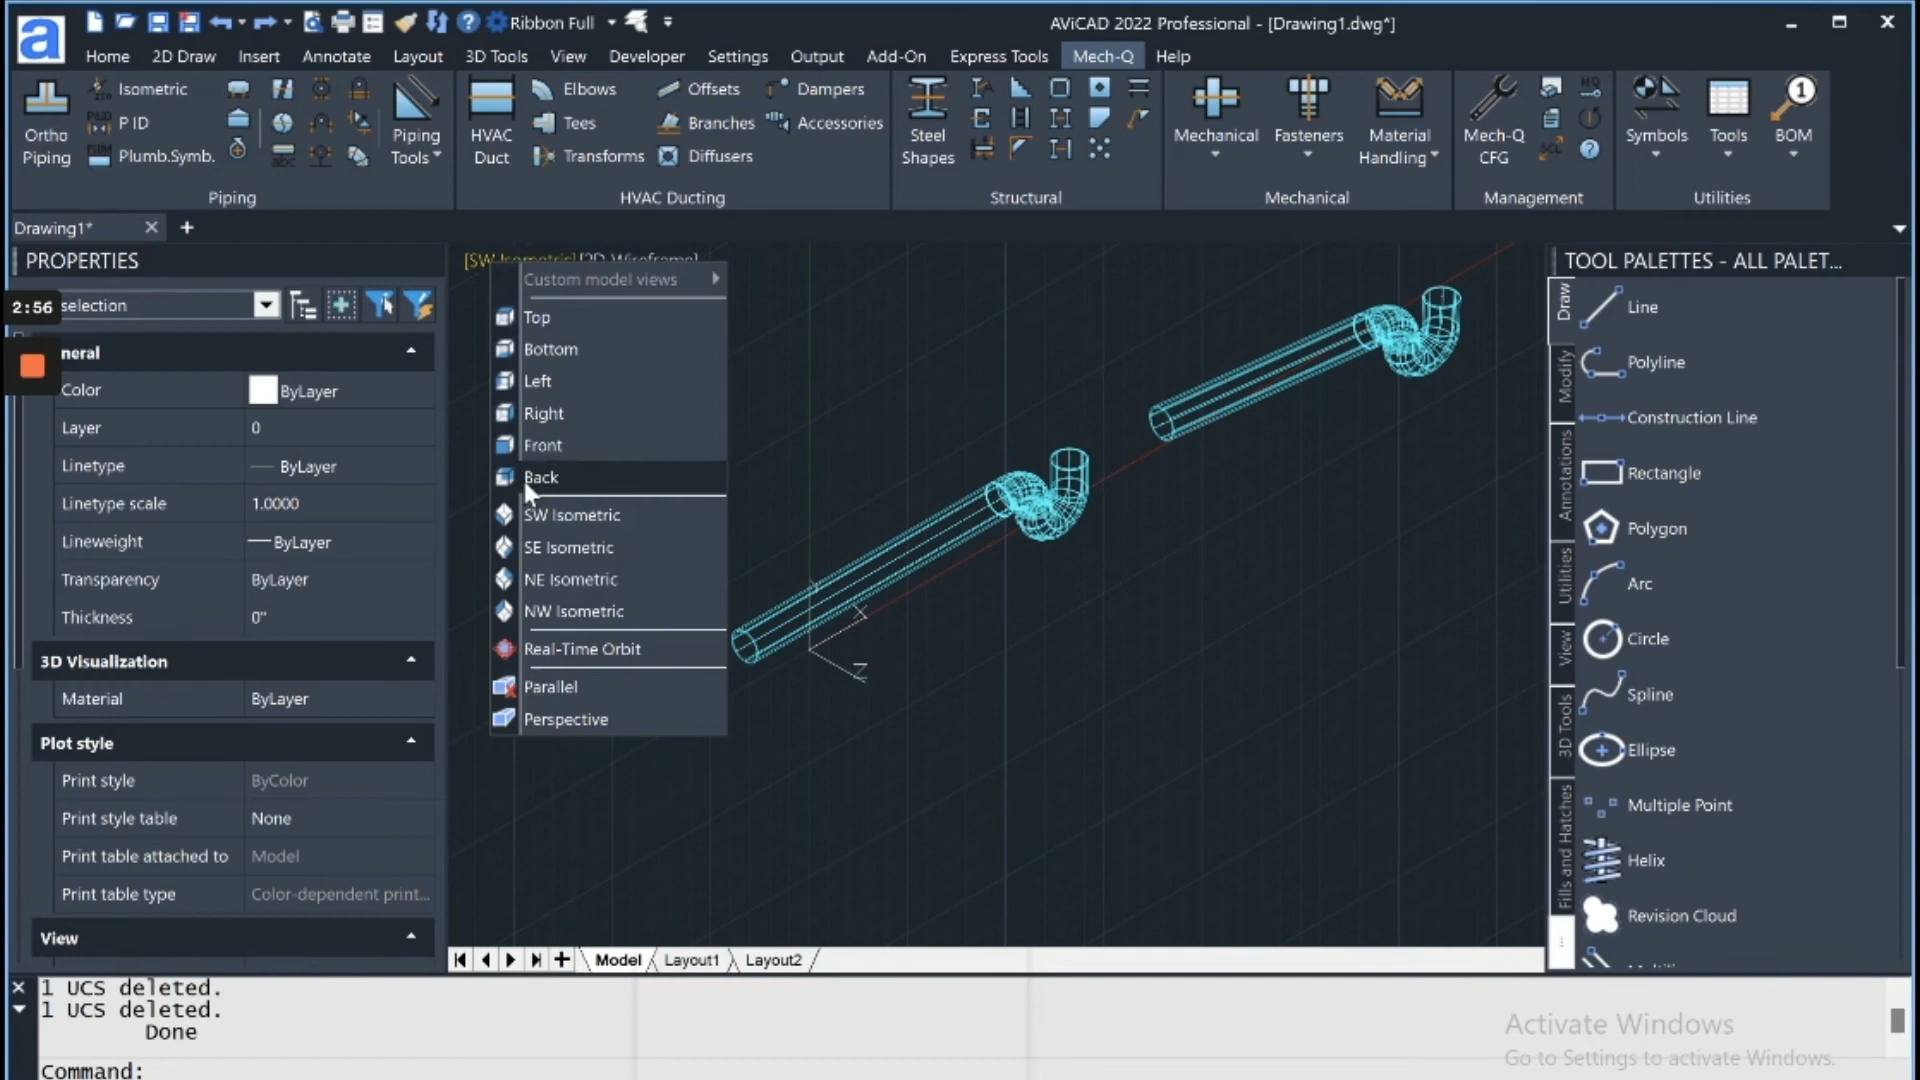 a
Ribbon Full
AViCAD 2022 Professional - [Drawing1.dwg*]
Home 2D Draw Insert Annotate Layout 3D Tools View Developer Settings Output Add-On Express Tools Mech-Q Help
Ortho Piping
Isometric
P ID
Plumb.Symb.
Piping Tools
Piping
HVAC Duct
Elbows
Tees
Transforms
Offsets
Branches
Diffusers
Dampers
Accessories
HVAC Ducting
Steel Shapes
Structural
Mechanical
Fasteners
Material Handling
Mechanical
Mech-Q CFG
Management
Symbols
Tools
1
BOM
Utilities
Drawing1*
PROPERTIES
2:56
selection
neral
Color ByLayer
Layer 0
Linetype ByLayer
Linetype scale 1.0000
Lineweight ByLayer
Transparency ByLayer
Thickness 0"
3D Visualization
Material ByLayer
Plot style
Print style ByColor
Print style table None
Print table attached to Model
Print table type Color-dependent print...
View
[SW Isometric] [2D Wireframe]
Custom model views
Top
Bottom
Left
Right
Front
Back
SW Isometric
SE Isometric
NE Isometric
NW Isometric
Real-Time Orbit
Parallel
Perspective
X
Z
TOOL PALETTES - ALL PALET...
Draw
Modify
Annotations
Utilities
View
3D Tools
Fills and Hatches
Line
Polyline
Construction Line
Rectangle
Polygon
Arc
Circle
Spline
Ellipse
Multiple Point
Helix
Revision Cloud
Model Layout1 Layout2
1 UCS deleted.
1 UCS deleted.
Done
Command:
Activate Windows
Go to Settings to activate Windows.